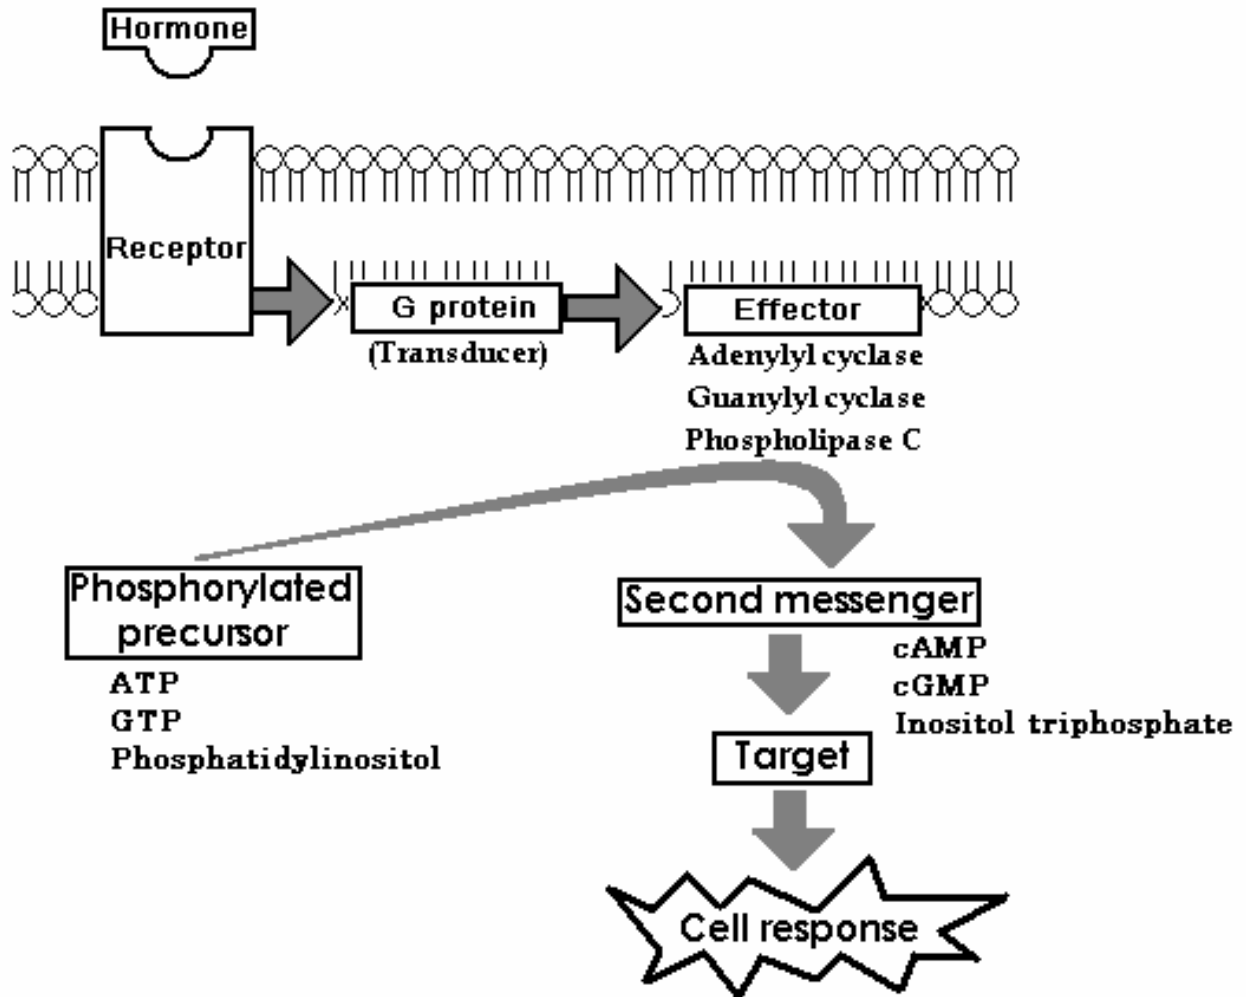 Hormone
Receptor
G protein
(Transducer)
Effector
Adenylyl cyclase
Guanylyl cyclase
Phospholipase C
Phosphorylated
precursor
ATP
GTP
Phosphatidylinositol
Second messenger
cAMP
cGMP
Inositol triphosphate
Target
Cell response